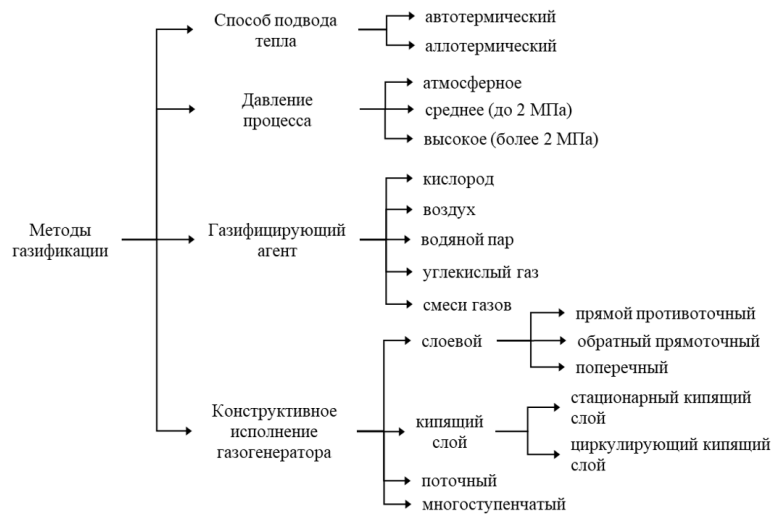 Методы
газификации
Способ подвода
тепла
автотермический
аллотермический
Давление
процесса
атмосферное
среднее (до 2 МПа)
высокое (более 2 МПа)
Газифицирующий
агент
кислород
воздух
водяной пар
углекислый газ
смеси газов
Конструктивное
исполнение
газогенератора
слоевой
прямой противоточный
обратный прямоточный
поперечный
кипящий
слой
стационарный кипящий
слой
циркулирующий кипящий
слой
поточный
многоступенчатый